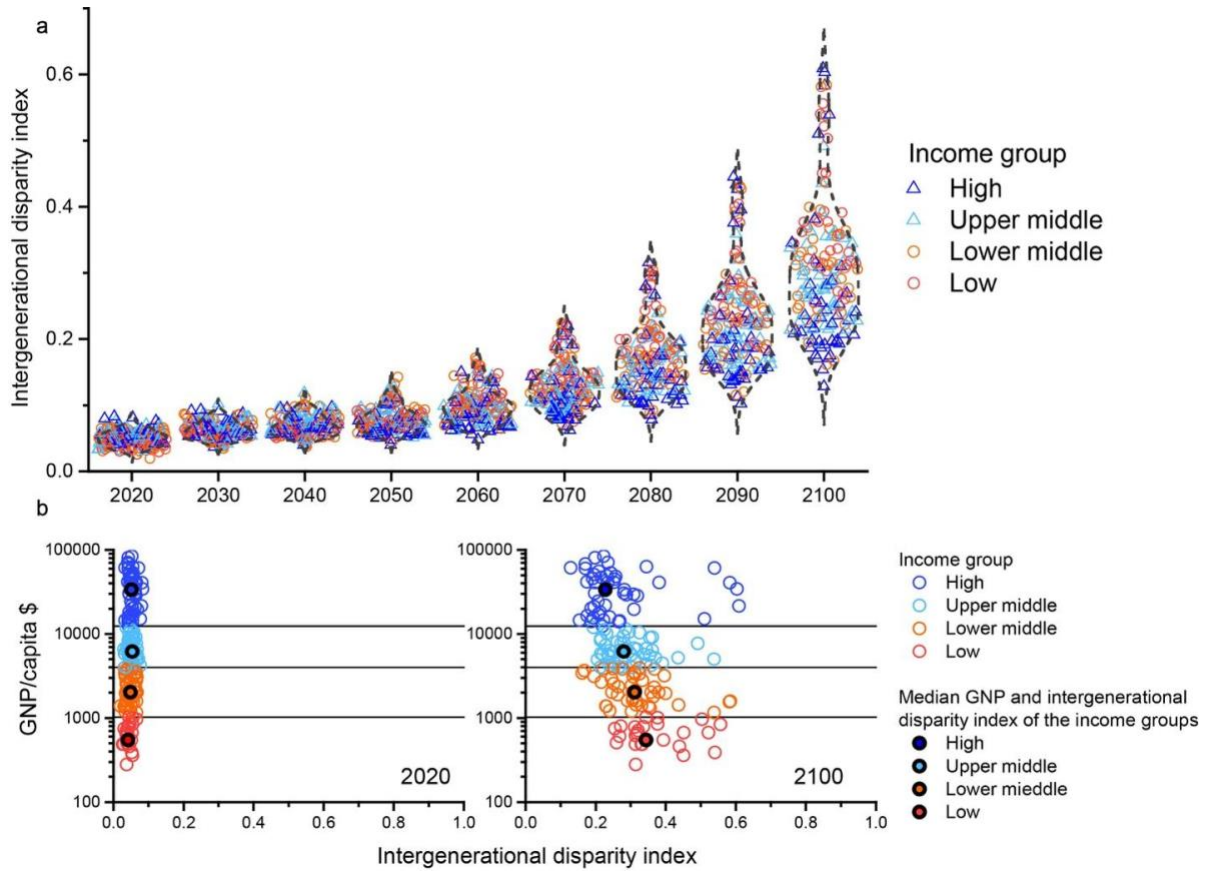 a
Intergenerational disparity index
0.6
0.4
0.2
0.0
2020 2030 2040 2050 2060 2070 2080 2090 2100
Income group
High
Upper middle
Lower middle
Low
b
GNP/capita $
100000
10000
1000
100
0.0 0.2 0.4 0.6 0.8 1.0
2020
100000
10000
1000
100
0.0 0.2 0.4 0.6 0.8 1.0
2100
Intergenerational disparity index
Income group
High
Upper middle
Lower middle
Low
Median GNP and intergenerational
disparity index of the income groups
High
Upper middle
Lower mieddle
Low